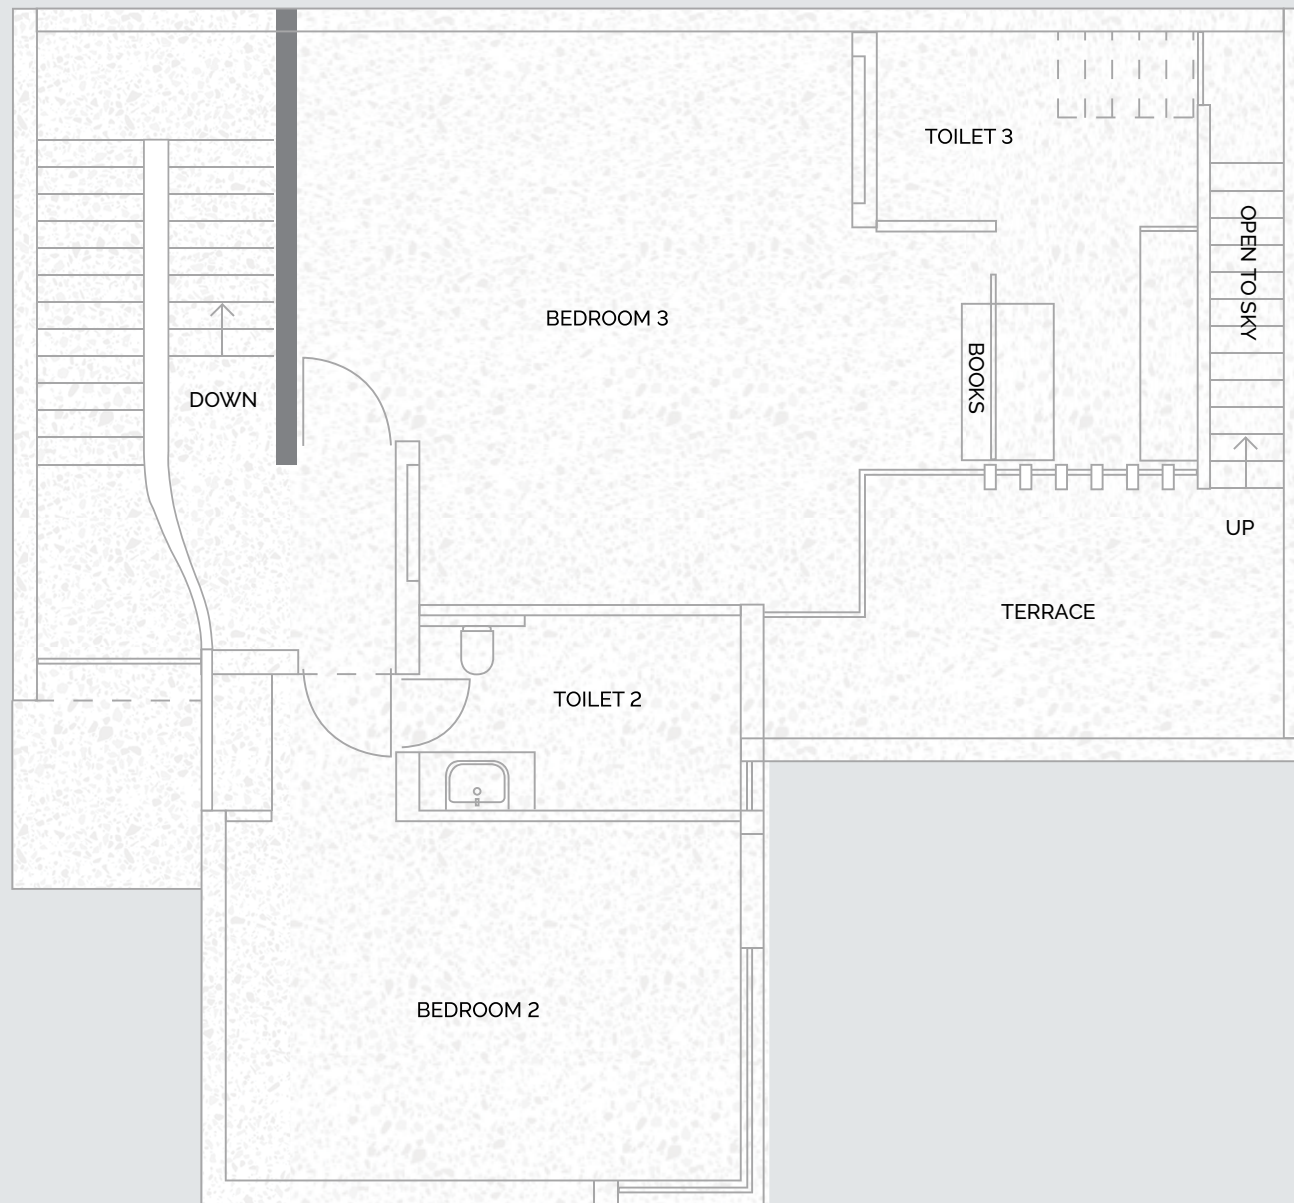 TOILET 3
OPEN TO SKY
BEDROOM 3
BOOKS
DOWN
UP
TERRACE
TOILET 2
BEDROOM 2